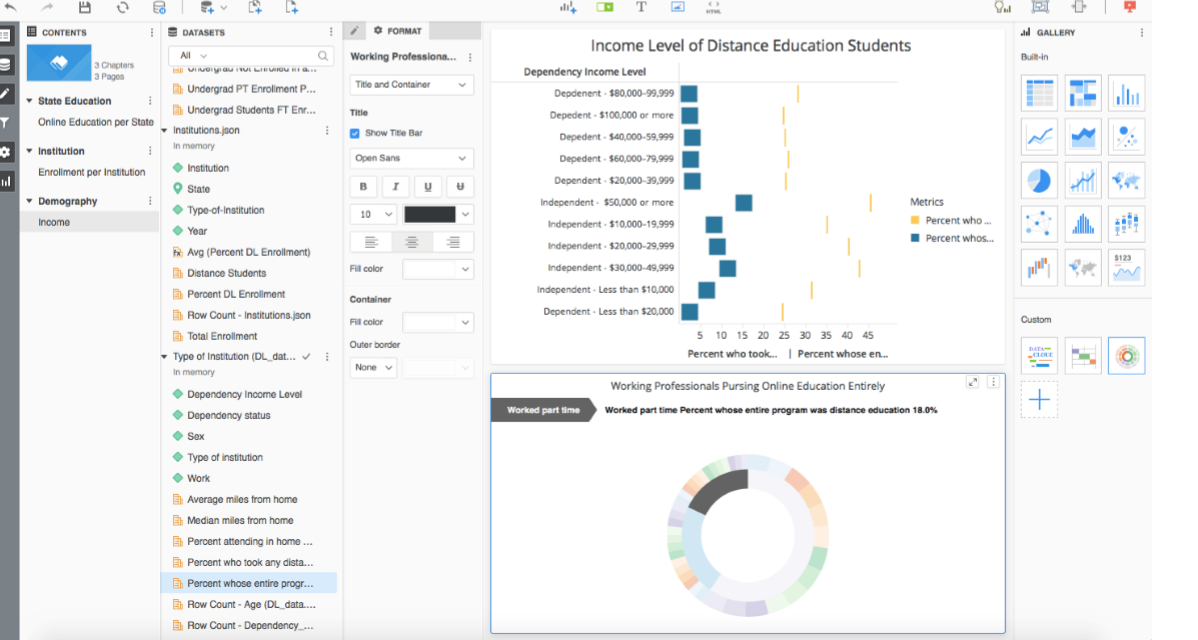 T
HTML
CONTENTS
3 Chapters
3 Pages
State Education
Online Education per State
Institution
Enrollment per Institution
Demography
Income
DATASETS
All
Undergrad Not Enrolled in a...
Undergrad PT Enrollment P...
Undergrad Students FT Enr...
Institutions.json
In memory
Institution
State
Type-of-Institution
Year
fx Avg (Percent DL Enrollment)
Distance Students
Percent DL Enrollment
Row Count - Institutions.json
Total Enrollment
Type of Institution (DL_dat...
In memory
Dependency Income Level
Dependency status
Sex
Type of institution
Work
Average miles from home
Median miles from home
Percent attending in home ...
Percent who took any dista...
Percent whose entire progr...
Row Count - Age (DL_data....
Row Count - Dependency_...
FORMAT
Working Professiona...
Title and Container
Title
Show Title Bar
Open Sans
B I U U
10
Fill color
Container
Fill color
Outer border
None
Income Level of Distance Education Students
Dependency Income Level
Depdenent - $80,000-99,999
Depedent - $100,000 or more
Depedent - $40,000-59,999
Depedent - $60,000-79,999
Dependent - $20,000-39,999
Independent - $50,000 or more
Independent - $10,000-19,999
Independent - $20,000-29,999
Independent - $30,000-49,999
Independent - Less than $10,000
Dependent - Less than $20,000
5 10 15 20 25 30 35 40 45
Percent who took... | Percent whose en...
Metrics
Percent who ...
Percent whos...
Working Professionals Pursing Online Education Entirely
Worked part time
Worked part time Percent whose entire program was distance education 18.0%
GALLERY
Built-in
$123
Custom
DATA
CLOUD